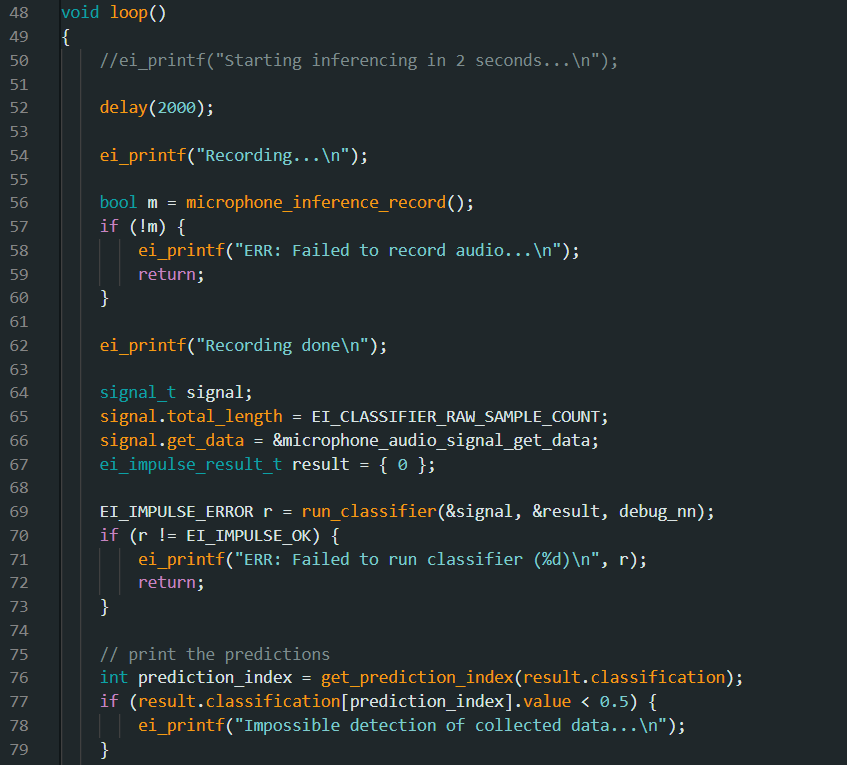 48 void loop()
49 {
50 //ei_printf("Starting inferencing in 2 seconds...\n");
51
52 delay(2000);
53
54 ei_printf("Recording...\n");
55
56 bool m = microphone_inference_record();
57 if (!m) {
58 ei_printf("ERR: Failed to record audio...\n");
59 return;
60 }
61
62 ei_printf("Recording done\n");
63
64 signal_t signal;
65 signal.total_length = EI_CLASSIFIER_RAW_SAMPLE_COUNT;
66 signal.get_data = &microphone_audio_signal_get_data;
67 ei_impulse_result_t result = { 0 };
68
69 EI_IMPULSE_ERROR r = run_classifier(&signal, &result, debug_nn);
70 if (r != EI_IMPULSE_OK) {
71 ei_printf("ERR: Failed to run classifier (%d)\n", r);
72 return;
73 }
74
75 // print the predictions
76 int prediction_index = get_prediction_index(result.classification);
77 if (result.classification[prediction_index].value < 0.5) {
78 ei_printf("Impossible detection of collected data...\n");
79 }